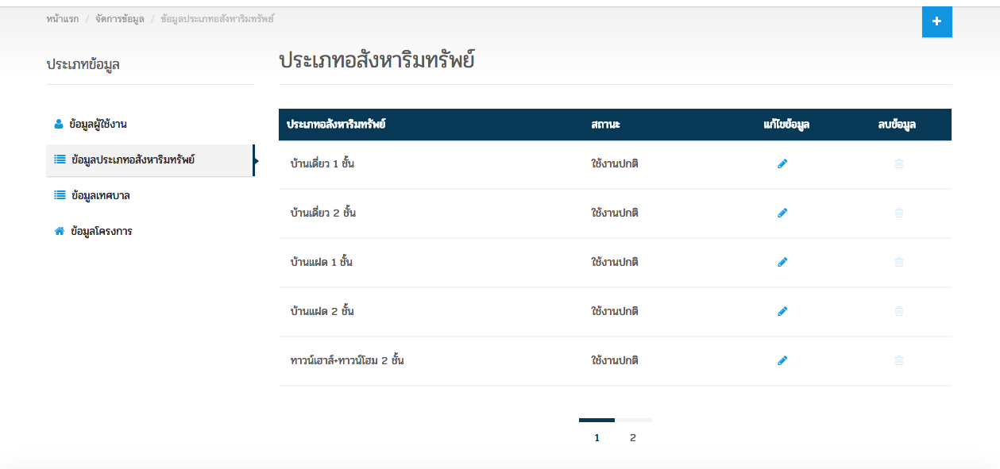 หน้าแรก / จัดการข้อมูล / ข้อมูลประเภทอสังหาริมทรัพย์
+
ประเภทข้อมูล
ข้อมูลผู้ใช้งาน
ข้อมูลประเภทอสังหาริมทรัพย์
ข้อมูลเทศบาล
ข้อมูลโครงการ
ประเภทอสังหาริมทรัพย์
ประเภทอสังหาริมทรัพย์ สถานะ แก้ไขข้อมูล ลบข้อมูล
บ้านเดี่ยว 1 ชั้น ใช้งานปกติ
บ้านเดี่ยว 2 ชั้น ใช้งานปกติ
บ้านแฝด 1 ชั้น ใช้งานปกติ
บ้านแฝด 2 ชั้น ใช้งานปกติ
ทาวน์เฮาส์+ทาวน์โฮม 2 ชั้น ใช้งานปกติ
1 2